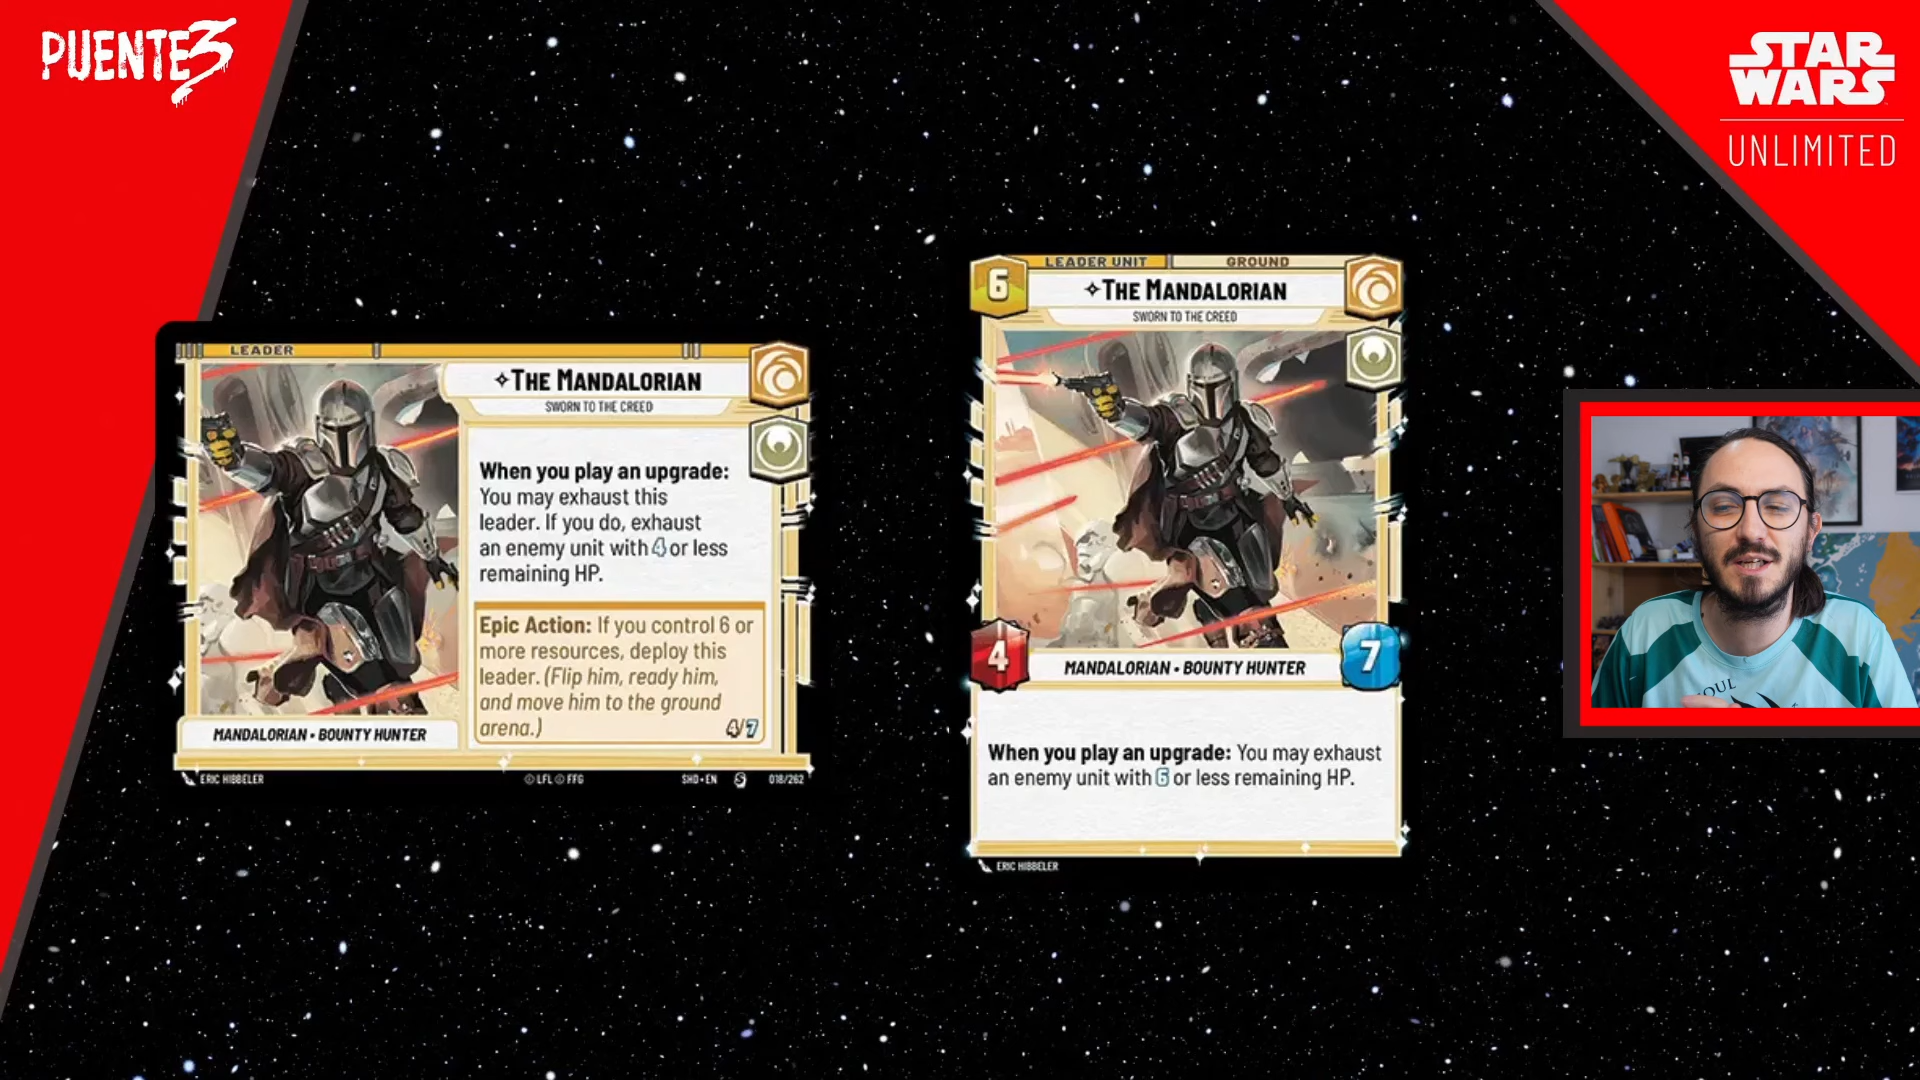 PUENTE3
STAR
WARS
UNLIMITED
LEADER
THE MANDALORIAN
SWORN TO THE CREED
When you play an upgrade:
You may exhaust this
leader. If you do, exhaust
an enemy unit with 4 or less
remaining HP.
Epic Action: If you control 6 or
more resources, deploy this
leader. (Flip him, ready him,
and move him to the ground
arena.)
4/7
MANDALORIAN • BOUNTY HUNTER
ERIC HIBBELER
© LFL © FFG
SHD • EN
018/262
LEADER UNIT
GROUND
6
THE MANDALORIAN
SWORN TO THE CREED
4
7
MANDALORIAN • BOUNTY HUNTER
When you play an upgrade: You may exhaust
an enemy unit with 6 or less remaining HP.
ERIC HIBBELER
OUL